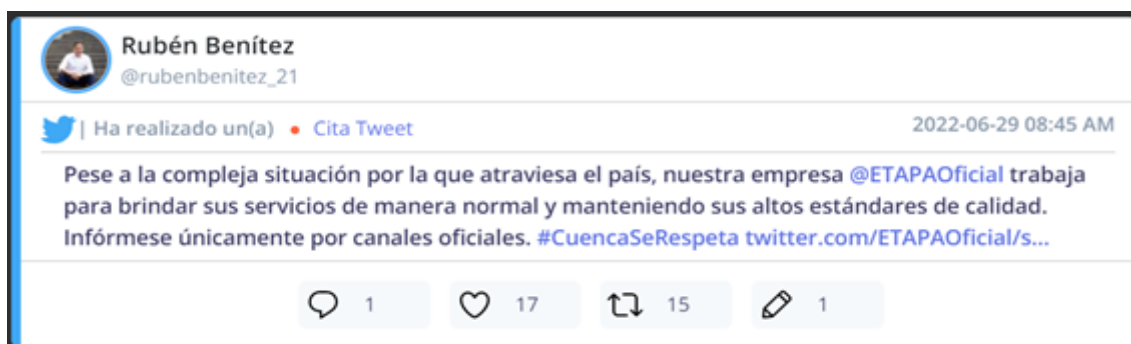 Rubén Benítez
@rubenbenitez_21
| Ha realizado un(a) • Cita Tweet 2022-06-29 08:45 AM
Pese a la compleja situación por la que atraviesa el país, nuestra empresa @ETAPAOficial trabaja
para brindar sus servicios de manera normal y manteniendo sus altos estándares de calidad.
Infórmese únicamente por canales oficiales. #CuencaSeRespeta twitter.com/ETAPAOficial/s...
1 17 15 1